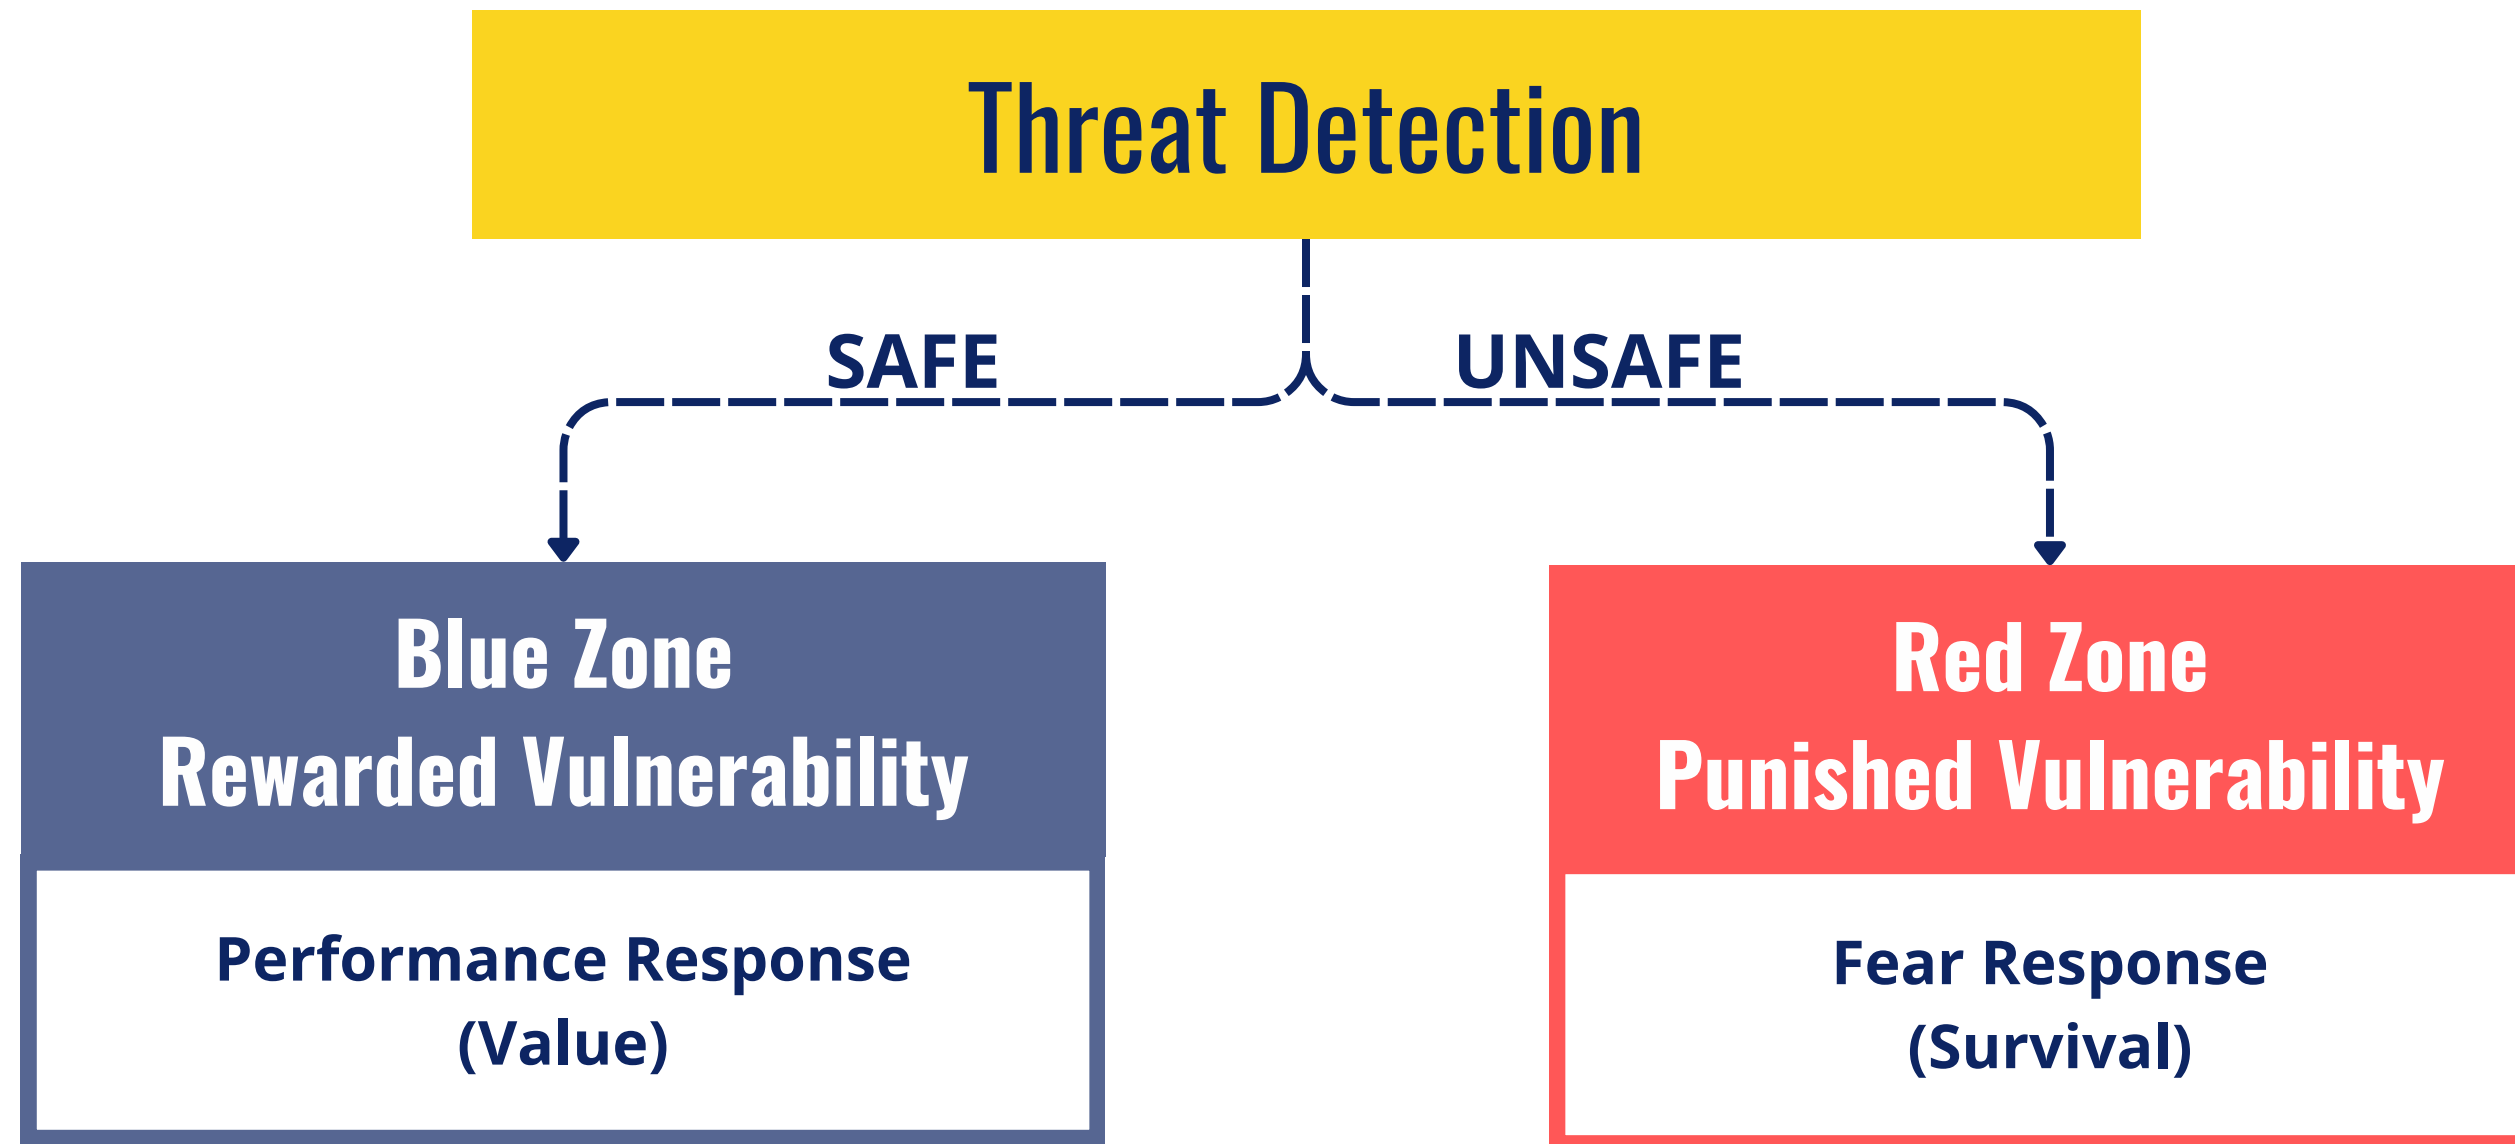 Threat Detection
SAFE
UNSAFE
Blue Zone
Rewarded Vulnerability
Performance Response
(Value)
Red Zone
Punished Vulnerability
Fear Response
(Survival)